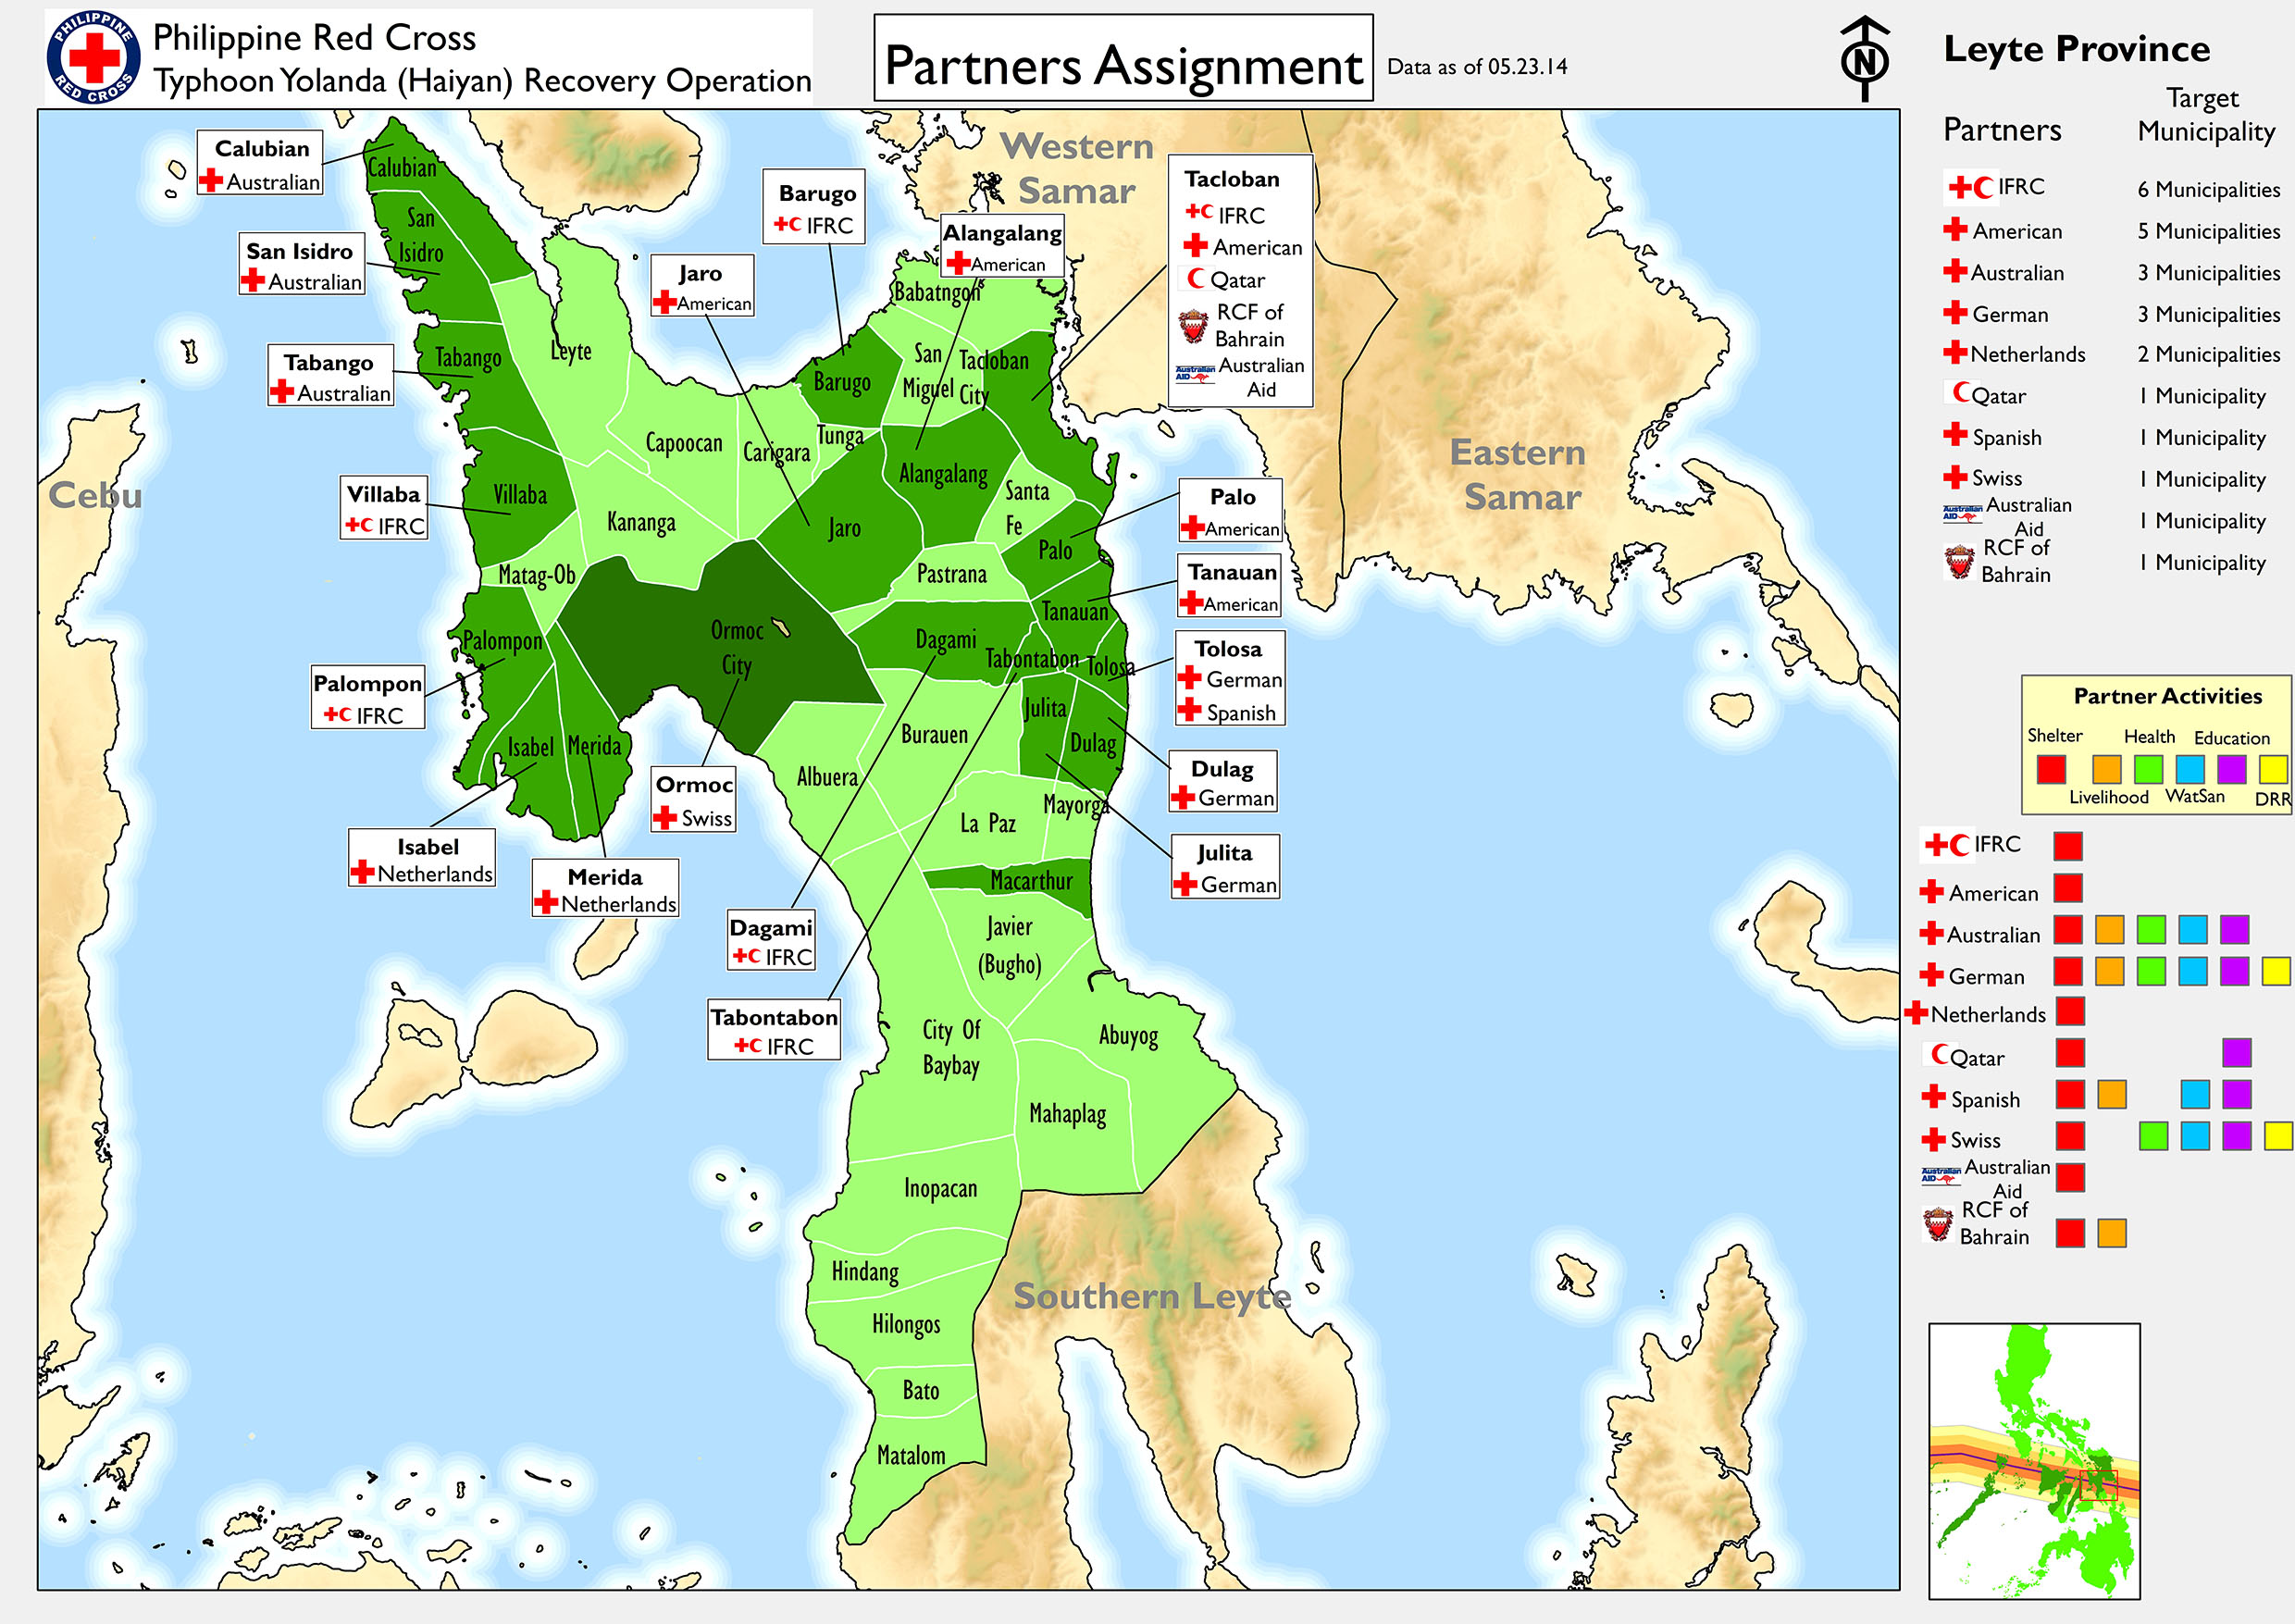 PHILIPPINE
RED CROSS
Philippine Red Cross
Typhoon Yolanda (Haiyan) Recovery Operation
Partners Assignment
Data as of 05.23.14
N
Leyte Province
Partners
Target
Municipality
IFRC 6 Municipalities
American 5 Municipalities
Australian 3 Municipalities
German 3 Municipalities
Netherlands 2 Municipalities
Qatar 1 Municipality
Spanish 1 Municipality
Swiss 1 Municipality
Australian AID Australian
Aid
1 Municipality
RCF of
Bahrain
1 Municipality
Partner Activities
Shelter Health Education
Livelihood WatSan DRR
IFRC
American
Australian
German
Netherlands
Qatar
Spanish
Swiss
Australian AID Australian
Aid
RCF of
Bahrain
Calubian
Australian
San Isidro
Australian
Tabango
Australian
Villaba
IFRC
Palompon
IFRC
Isabel
Netherlands
Merida
Netherlands
Ormoc
Swiss
Dagami
IFRC
Tabontabon
IFRC
Jaro
American
Barugo
IFRC
Alangalang
American
Tacloban
IFRC
American
Qatar
RCF of
Bahrain
Australian AID Australian
Aid
Palo
American
Tanauan
American
Tolosa
German
Spanish
Dulag
German
Julita
German
Western
Samar
Eastern
Samar
Cebu
Southern Leyte
Calubian
San
Isidro
Tabango
Leyte
Villaba
Matag-Ob
Palompon
Isabel
Merida
Kananga
Capoocan
Carigara
Tunga
Barugo
Babatngon
San
Miguel
Tacloban
City
Alangalang
Jaro
Santa
Fe
Palo
Pastrana
Tanauan
Dagami
Tabontabon
Tolosa
Ormoc
City
Julita
Dulag
Burauen
Albuera
La Paz
Mayorga
Macarthur
Javier
(Bugho)
City Of
Baybay
Abuyog
Mahaplag
Inopacan
Hindang
Hilongos
Bato
Matalom